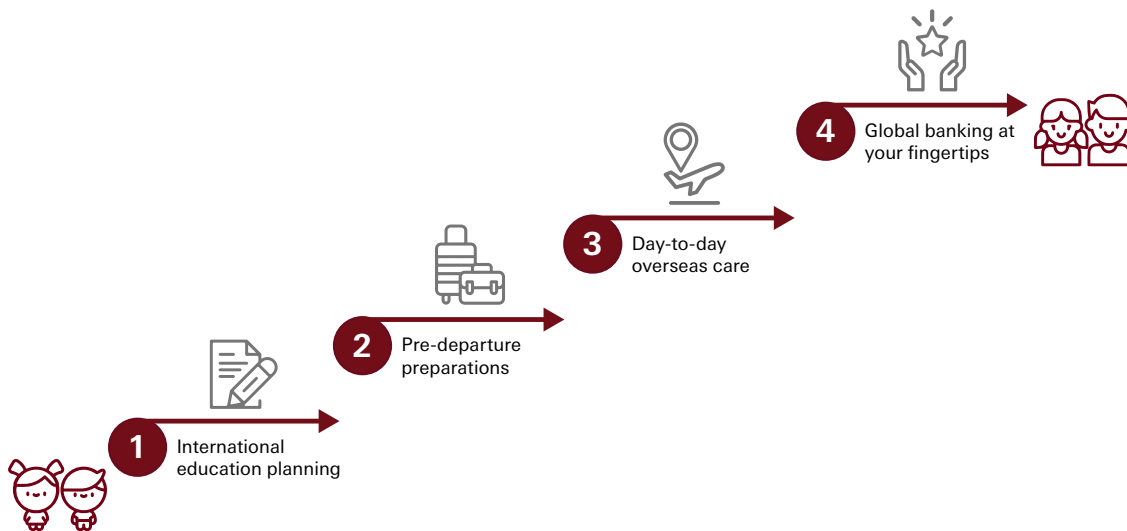 1
International
education planning
2
Pre-departure
preparations
3
Day-to-day
overseas care
4
Global banking at
your fingertips